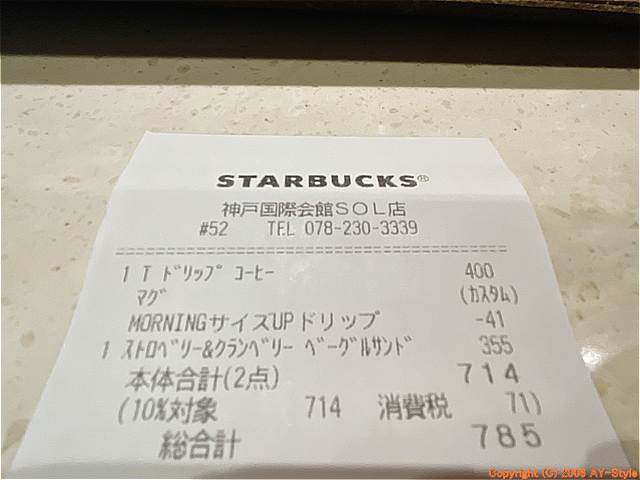 STARBUCKS®
神戸国際会館SOL店
#52 TEL 078-230-3339
1 T ﾄﾞﾘｯﾌﾟ ｺｰﾋｰ 400
ﾏｸﾞ (ｶｽﾀﾑ)
MORNINGサイズUPドリップ -41
1 ｽﾄﾛﾍﾞﾘｰ&ｸﾗﾝﾍﾞﾘｰ ﾍﾞｰｸﾞﾙｻﾝﾄﾞ 355
本体合計(2点) 714
(10%対象 714 消費税 71)
総合計 785
Copyright (C) 2006 AY-Style